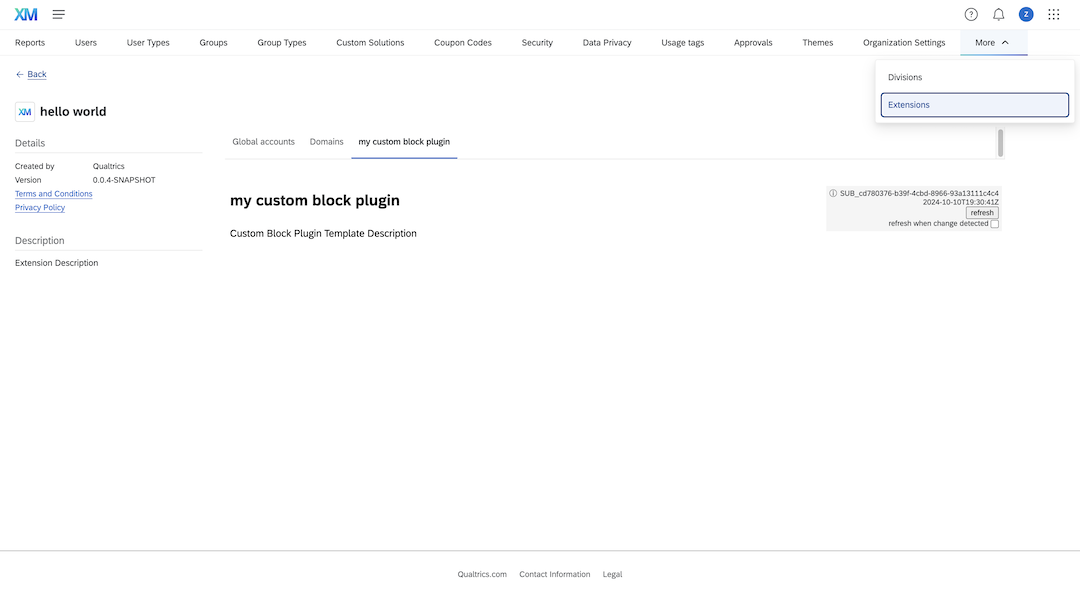 XM
Z
Reports Users User Types Groups Group Types Custom Solutions Coupon Codes Security Data Privacy Usage tags Approvals Themes Organization Settings More
Divisions
Extensions
Back
XM hello world
Details
Created by Qualtrics
Version 0.0.4-SNAPSHOT
Terms and Conditions
Privacy Policy
Description
Extension Description
Global accounts Domains my custom block plugin
my custom block plugin
Custom Block Plugin Template Description
SUB_cd780376-b39f-4cbd-8966-93a13111c4c4
2024-10-10T19:30:41Z
refresh
refresh when change detected
Qualtrics.com Contact Information Legal